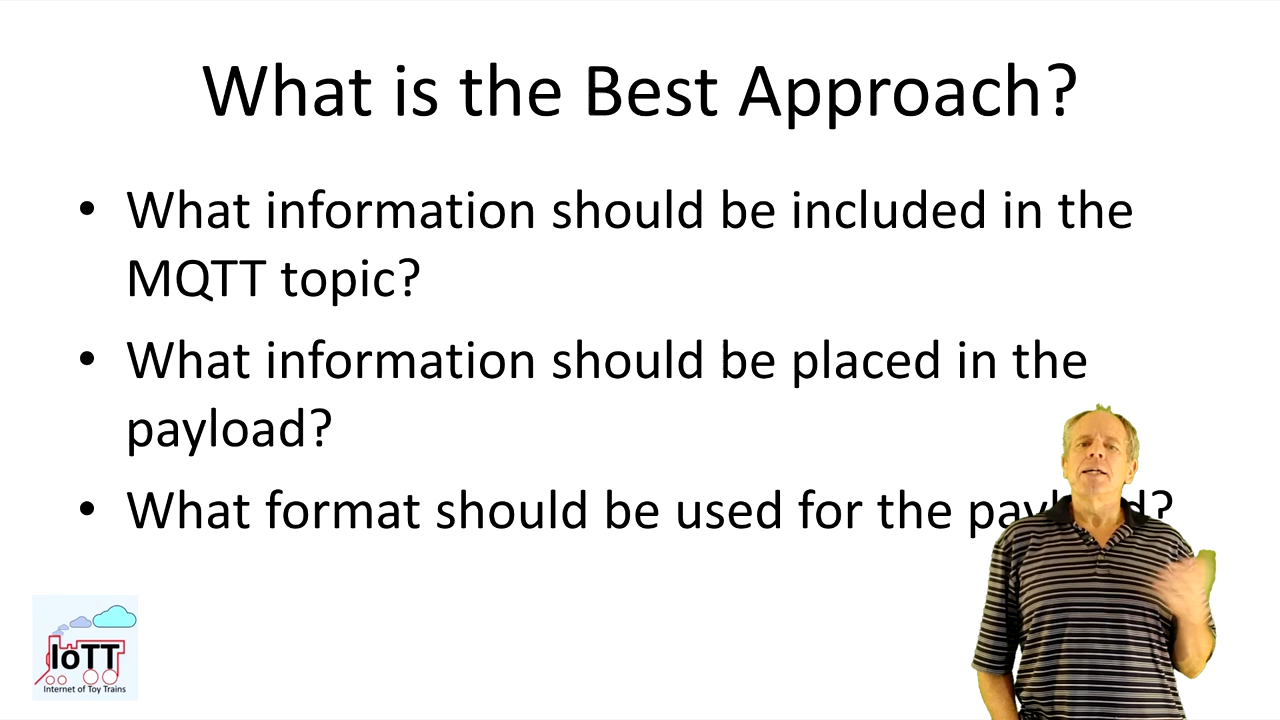 What is the Best Approach?
• What information should be included in the
MQTT topic?
• What information should be placed in the
payload?
• What format should be used for the
IoTT
Internet of Toy Trains